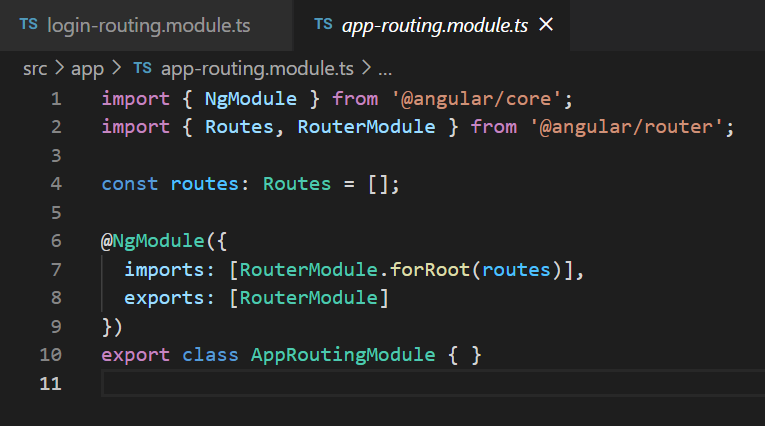 TS login-routing.module.ts TS app-routing.module.ts ×
src > app > TS app-routing.module.ts > ...
1 import { NgModule } from '@angular/core';
2 import { Routes, RouterModule } from '@angular/router';
3
4 const routes: Routes = [];
5
6 @NgModule({
7   imports: [RouterModule.forRoot(routes)],
8   exports: [RouterModule]
9 })
10 export class AppRoutingModule { }
11